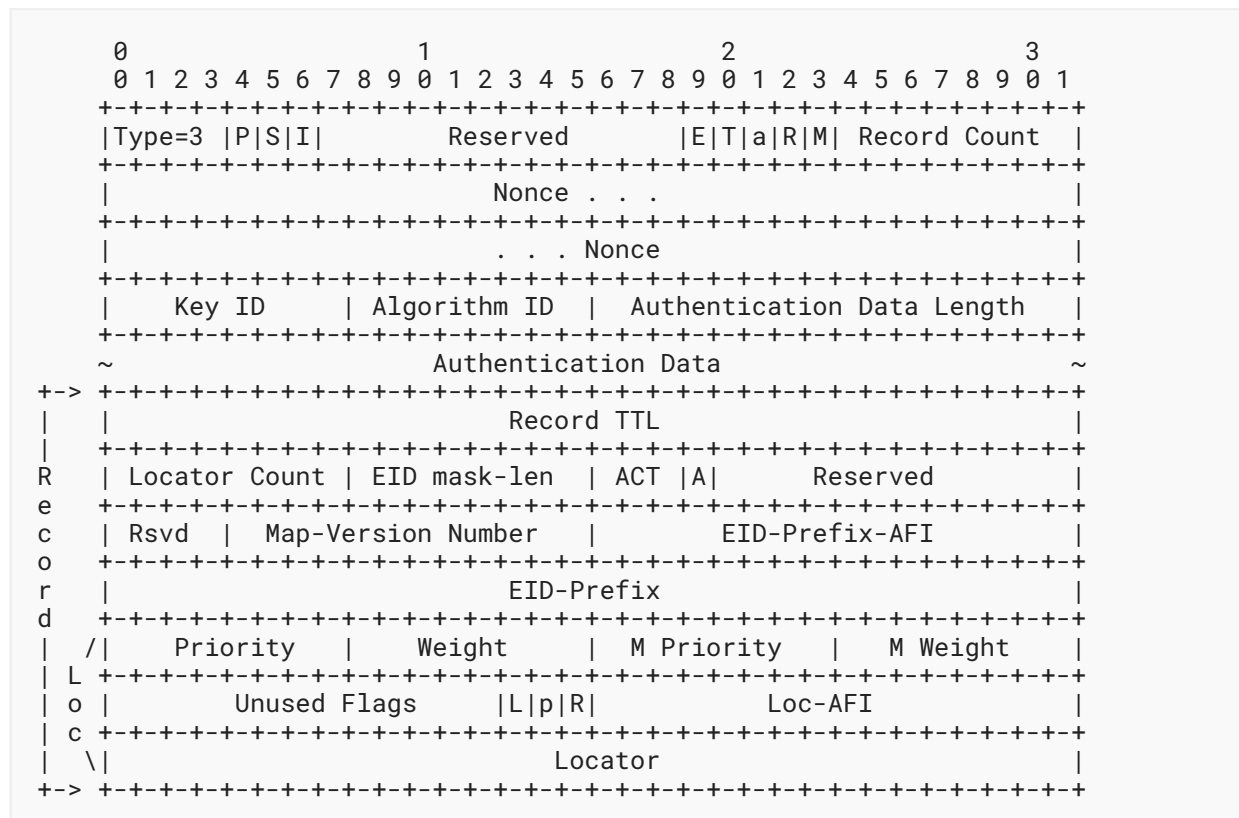 0                   1                   2                   3
        0 1 2 3 4 5 6 7 8 9 0 1 2 3 4 5 6 7 8 9 0 1 2 3 4 5 6 7 8 9 0 1
       +-+-+-+-+-+-+-+-+-+-+-+-+-+-+-+-+-+-+-+-+-+-+-+-+-+-+-+-+-+-+-+-+
       |Type=3 |P|S|I|        Reserved       |E|T|a|R|M| Record Count  |
       +-+-+-+-+-+-+-+-+-+-+-+-+-+-+-+-+-+-+-+-+-+-+-+-+-+-+-+-+-+-+-+-+
       |                         Nonce . . .                           |
       +-+-+-+-+-+-+-+-+-+-+-+-+-+-+-+-+-+-+-+-+-+-+-+-+-+-+-+-+-+-+-+-+
       |                         . . . Nonce                           |
       +-+-+-+-+-+-+-+-+-+-+-+-+-+-+-+-+-+-+-+-+-+-+-+-+-+-+-+-+-+-+-+-+
       |    Key ID     | Algorithm ID  |  Authentication Data Length   |
       +-+-+-+-+-+-+-+-+-+-+-+-+-+-+-+-+-+-+-+-+-+-+-+-+-+-+-+-+-+-+-+-+
       ~                     Authentication Data                       ~
   +-> +-+-+-+-+-+-+-+-+-+-+-+-+-+-+-+-+-+-+-+-+-+-+-+-+-+-+-+-+-+-+-+-+
   |   |                          Record TTL                           |
   |   +-+-+-+-+-+-+-+-+-+-+-+-+-+-+-+-+-+-+-+-+-+-+-+-+-+-+-+-+-+-+-+-+
   R   | Locator Count | EID mask-len  | ACT |A|      Reserved         |
   e   +-+-+-+-+-+-+-+-+-+-+-+-+-+-+-+-+-+-+-+-+-+-+-+-+-+-+-+-+-+-+-+-+
   c   | Rsvd  |  Map-Version Number   |        EID-Prefix-AFI         |
   o   +-+-+-+-+-+-+-+-+-+-+-+-+-+-+-+-+-+-+-+-+-+-+-+-+-+-+-+-+-+-+-+-+
   r   |                          EID-Prefix                           |
   d   +-+-+-+-+-+-+-+-+-+-+-+-+-+-+-+-+-+-+-+-+-+-+-+-+-+-+-+-+-+-+-+-+
   |  /|    Priority   |    Weight     |  M Priority   |   M Weight    |
   | L +-+-+-+-+-+-+-+-+-+-+-+-+-+-+-+-+-+-+-+-+-+-+-+-+-+-+-+-+-+-+-+-+
   | o |        Unused Flags     |L|p|R|           Loc-AFI             |
   | c +-+-+-+-+-+-+-+-+-+-+-+-+-+-+-+-+-+-+-+-+-+-+-+-+-+-+-+-+-+-+-+-+
   |  \|                             Locator                           |
   +-> +-+-+-+-+-+-+-+-+-+-+-+-+-+-+-+-+-+-+-+-+-+-+-+-+-+-+-+-+-+-+-+-+